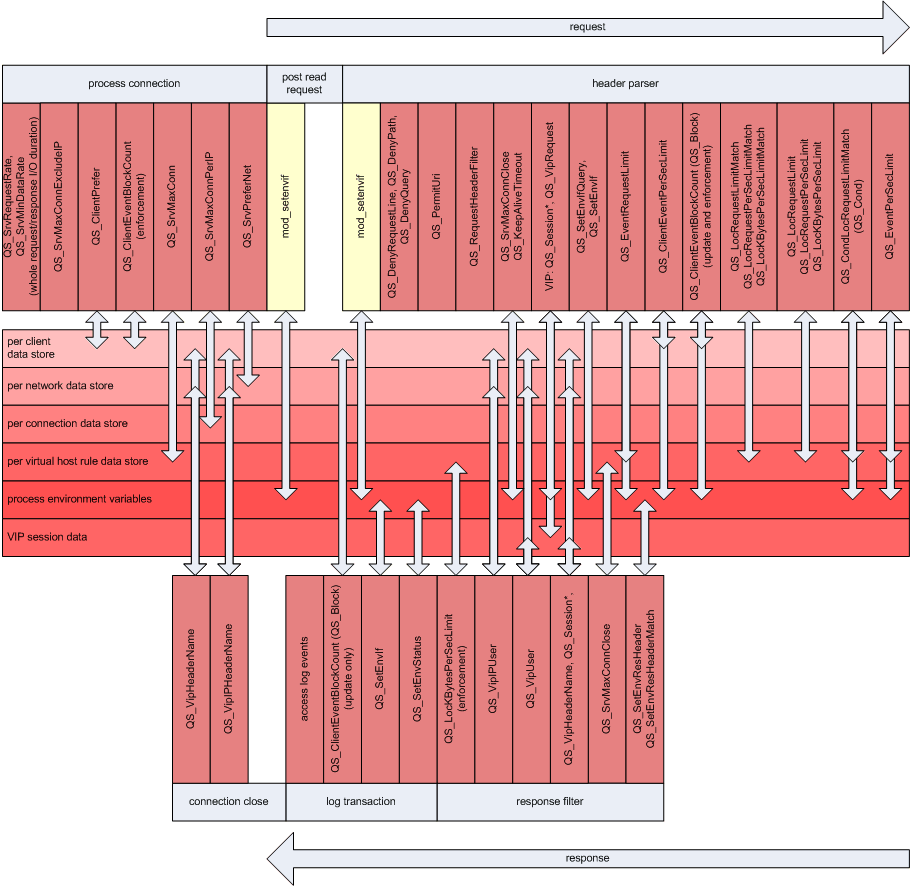 request
process connection
post read
request
header parser
QS_SrvRequestRate,
QS_SrvMinDataRate
(whole request/response I/O duration)
QS_SrvMaxConnExcludeIP
QS_ClientPrefer
QS_ClientEventBlockCount
(enforcement)
QS_SrvMaxConn
QS_SrvMaxConnPerIP
QS_SrvPreferNet
mod_setenvif
mod_setenvif
QS_DenyRequestLine, QS_DenyPath,
QS_DenyQuery
QS_PermitUri
QS_RequestHeaderFilter
QS_SrvMaxConnClose
QS_KeepAliveTimeout
VIP: QS_Session*, QS_VipRequest
QS_SetEnvIfQuery,
QS_SetEnvIf
QS_EventRequestLimit
QS_ClientEventPerSecLimit
QS_ClientEventBlockCount (QS_Block)
(update and enforcement)
QS_LocRequestLimitMatch
QS_LocRequestPerSecLimitMatch
QS_LocKBytesPerSecLimitMatch
QS_LocRequestLimit
QS_LocRequestPerSecLimit
QS_LocKBytesPerSecLimit
QS_CondLocRequestLimitMatch
(QS_Cond)
QS_EventPerSecLimit
per client
data store
per network data store
per connection data store
per virtual host rule data store
process environment variables
VIP session data
QS_VipHeaderName
QS_VipIPHeaderName
access log events
QS_ClientEventBlockCount (QS_Block)
(update only)
QS_SetEnvIf
QS_SetEnvStatus
QS_LocKBytesPerSecLimit
(enforcement)
QS_VipIPUser
QS_VipUser
QS_VipHeaderName, QS_Session*,
QS_SrvMaxConnClose
QS_SetEnvResHeader
QS_SetEnvResHeaderMatch
connection close
log transaction
response filter
response